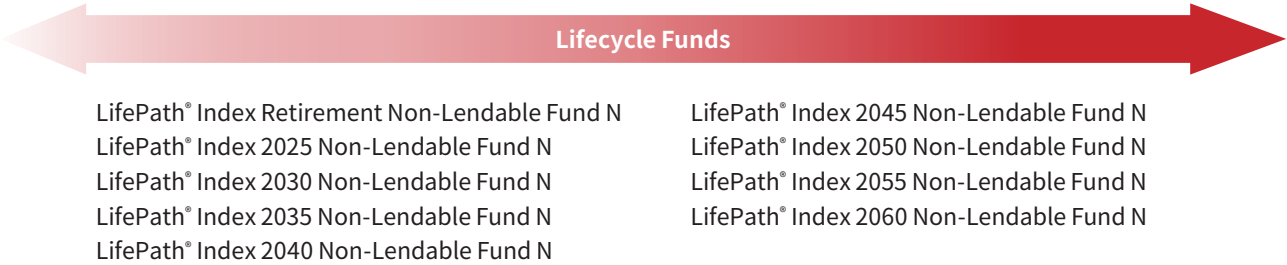 Lifecycle Funds
LifePath® Index Retirement Non-Lendable Fund N
LifePath® Index 2025 Non-Lendable Fund N
LifePath® Index 2030 Non-Lendable Fund N
LifePath® Index 2035 Non-Lendable Fund N
LifePath® Index 2040 Non-Lendable Fund N
LifePath® Index 2045 Non-Lendable Fund N
LifePath® Index 2050 Non-Lendable Fund N
LifePath® Index 2055 Non-Lendable Fund N
LifePath® Index 2060 Non-Lendable Fund N